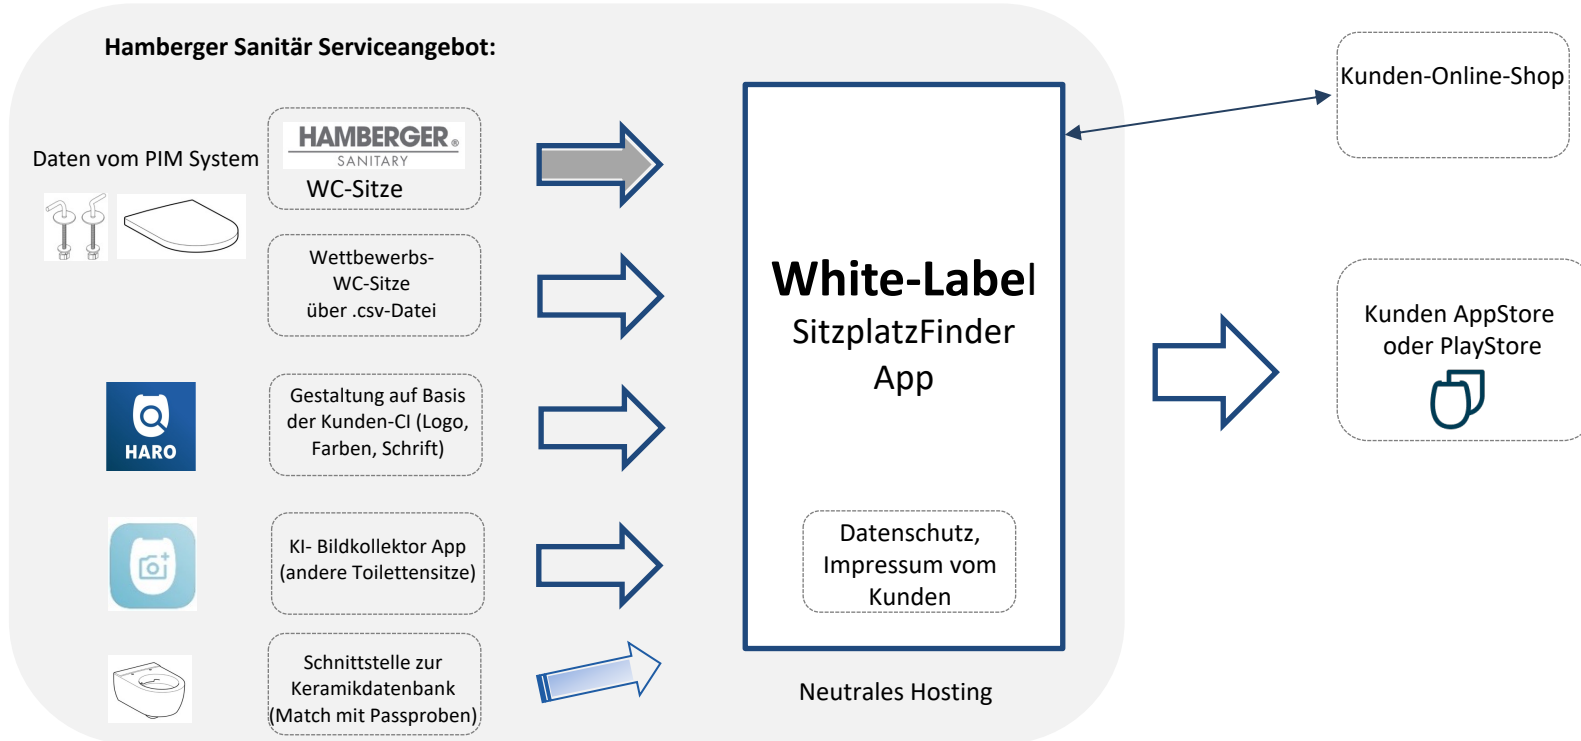 Hamberger Sanitär Serviceangebot:
Daten vom PIM System
HAMBERGER®
SANITARY
WC-Sitze
Wettbewerbs-
WC-Sitze
über .csv-Datei
HARO
Gestaltung auf Basis
der Kunden-CI (Logo,
Farben, Schrift)
KI- Bildkollektor App
(andere Toilettensitze)
Schnittstelle zur
Keramikdatenbank
(Match mit Passproben)
White-Label
SitzplatzFinder
App
Datenschutz,
Impressum vom
Kunden
Neutrales Hosting
Kunden-Online-Shop
Kunden AppStore
oder PlayStore